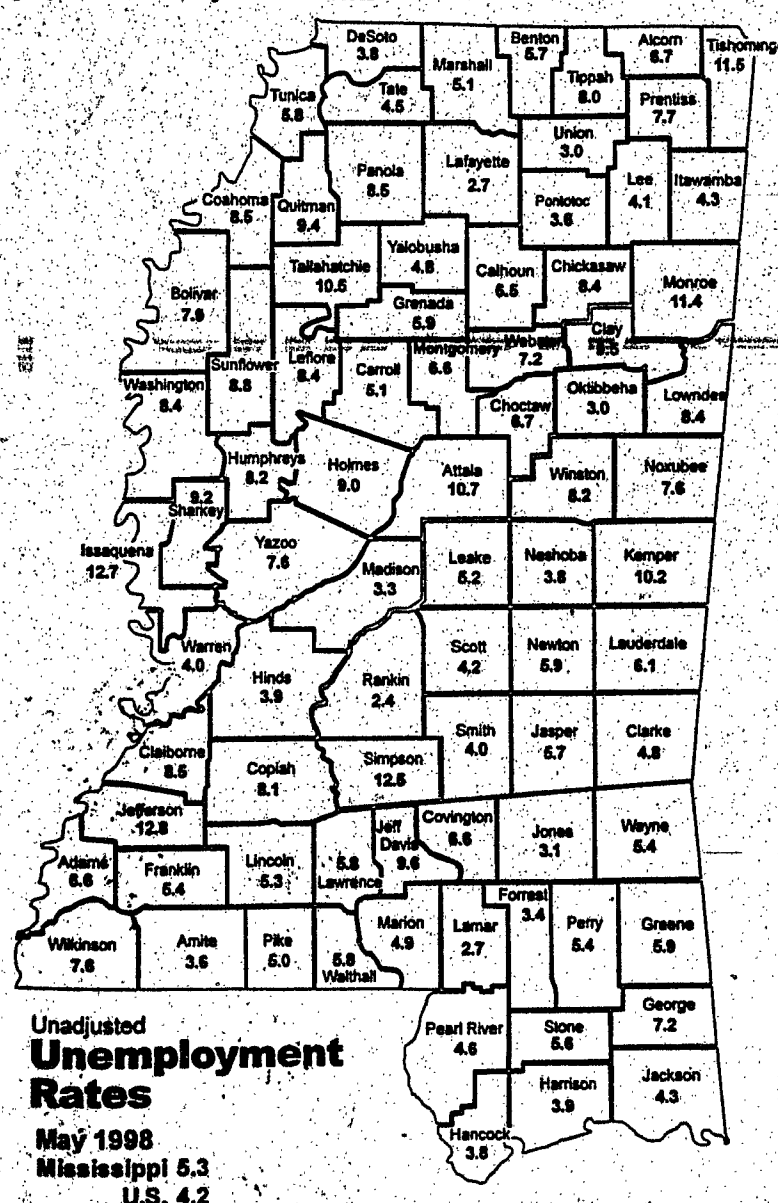 DeSoto
3.8
Marshall
5.1
Benton
5.7
Tippah
8.0
Alcorn
6.7
Tishomingo
11.5
Tunica
5.8
Tate
4.5
Prentiss
7.7
Union
3.0
Panola
8.5
Lafayette
2.7
Lee
4.1
Itawamba
4.3
Coahoma
8.5
Quitman
9.4
Pontotoc
3.6
Yalobusha
4.8
Tallahatchie
10.5
Calhoun
6.5
Chickasaw
8.4
Monroe
11.4
Bolivar
Grenada
5.9
Clay
Montgomery
6.6
Webster
7.2
Leflore
8.4
Sunflower
8.8
Carroll
5.1
Washington
8.4
Oktibbeha
3.0
Lowndes
8.4
Choctaw
6.7
Humphreys
8.2
Holmes
9.0
Attala
10.7
Winston
8.2
Noxubee
7.6
9.2
Sharkey
Issaquena
12.7
Yazoo
7.6
Madison
3.3
Leake
5.2
Neshoba
3.8
Kemper
10.2
Warren
4.0
Hinds
3.9
Rankin
2.4
Scott
4.2
Newton
5.9
Lauderdale
6.1
Claiborne
8.5
Copiah
8.1
Simpson
12.5
Smith
4.0
Jasper
5.7
Clarke
4.8
Jefferson
12.8
Jeff
Davis
9.6
Covington
6.6
Jones
3.1
Wayne
5.4
Adams
6.6
Franklin
5.4
Lincoln
5.3
5.8
Lawrence
Wilkinson
7.6
Amite
3.6
Pike
5.0
5.8
Walthall
Marion
4.9
Lamar
2.7
Forrest
3.4
Perry
5.4
Greene
5.9
Pearl River
4.6
Stone
5.6
George
7.2
Harrison
3.9
Jackson
4.3
Hancock
3.8
Unadjusted
Unemployment
Rates
May 1998
Mississippi 5.3
U.S. 4.2